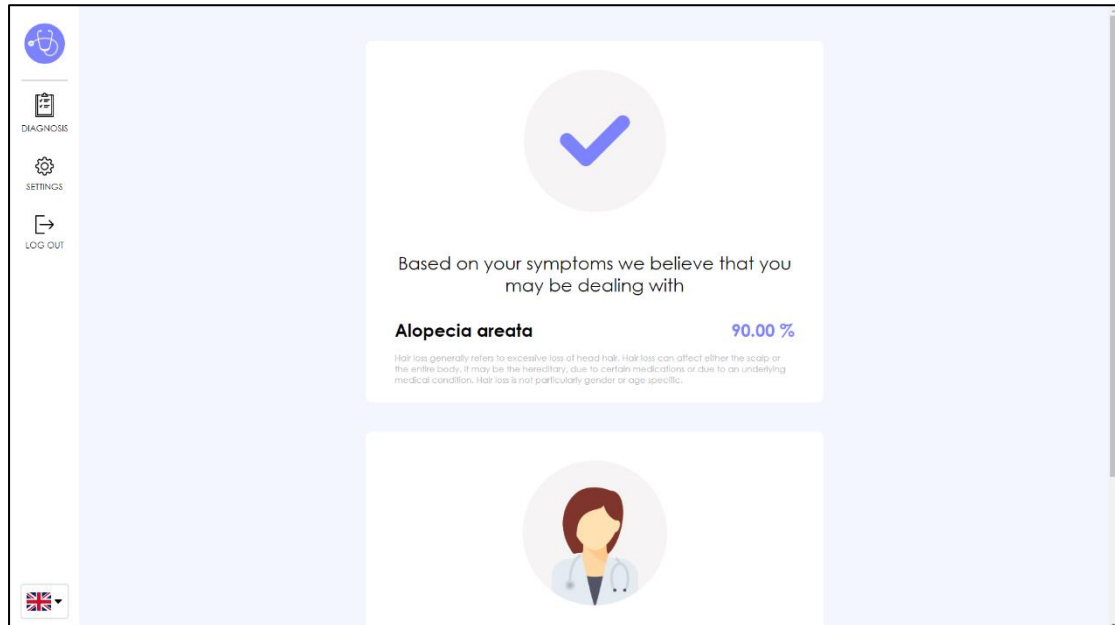 DIAGNOSIS
SETTINGS
LOG OUT
Based on your symptoms we believe that you
may be dealing with
Alopecia areata 90.00 %
Hair loss generally refers to excessive loss of head hair. Hair loss can affect either the scalp or
the entire body. It may be the hereditary, due to certain medications or due to an underlying
medical condition. Hair loss is not particularly gender or age specific.